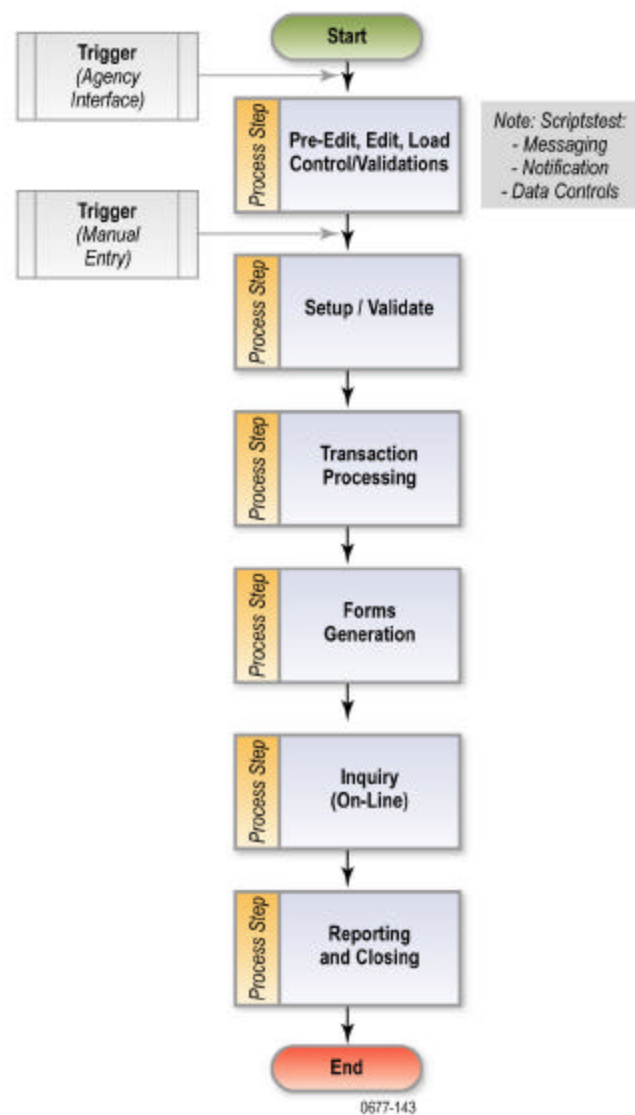 Start
Trigger
(Agency
Interface)
Process Step
Pre-Edit, Edit, Load
Control/Validations
Note: Scriptstest:
- Messaging
- Notification
- Data Controls
Trigger
(Manual
Entry)
Process Step
Setup / Validate
Process Step
Transaction
Processing
Process Step
Forms
Generation
Process Step
Inquiry
(On-Line)
Process Step
Reporting
and Closing
End
0677-143